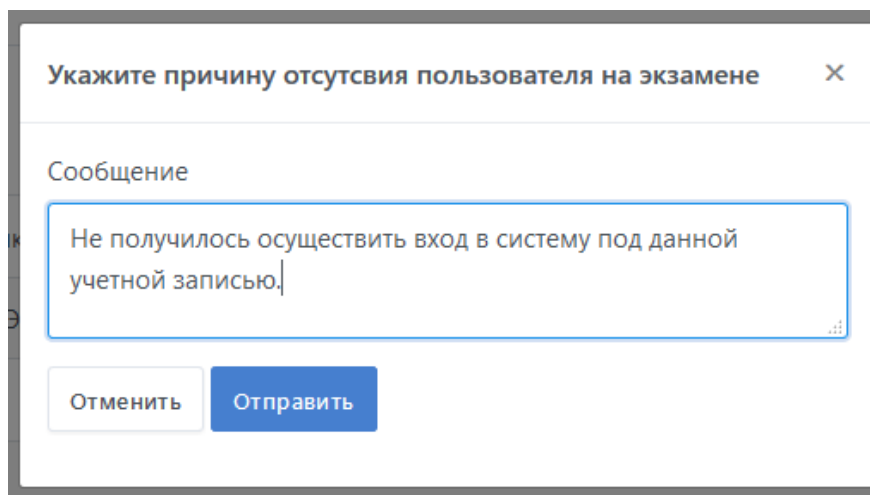 Укажите причину отсутсвия пользователя на экзамене ×
Сообщение
Не получилось осуществить вход в систему под данной
учетной записью.
Отменить Отправить